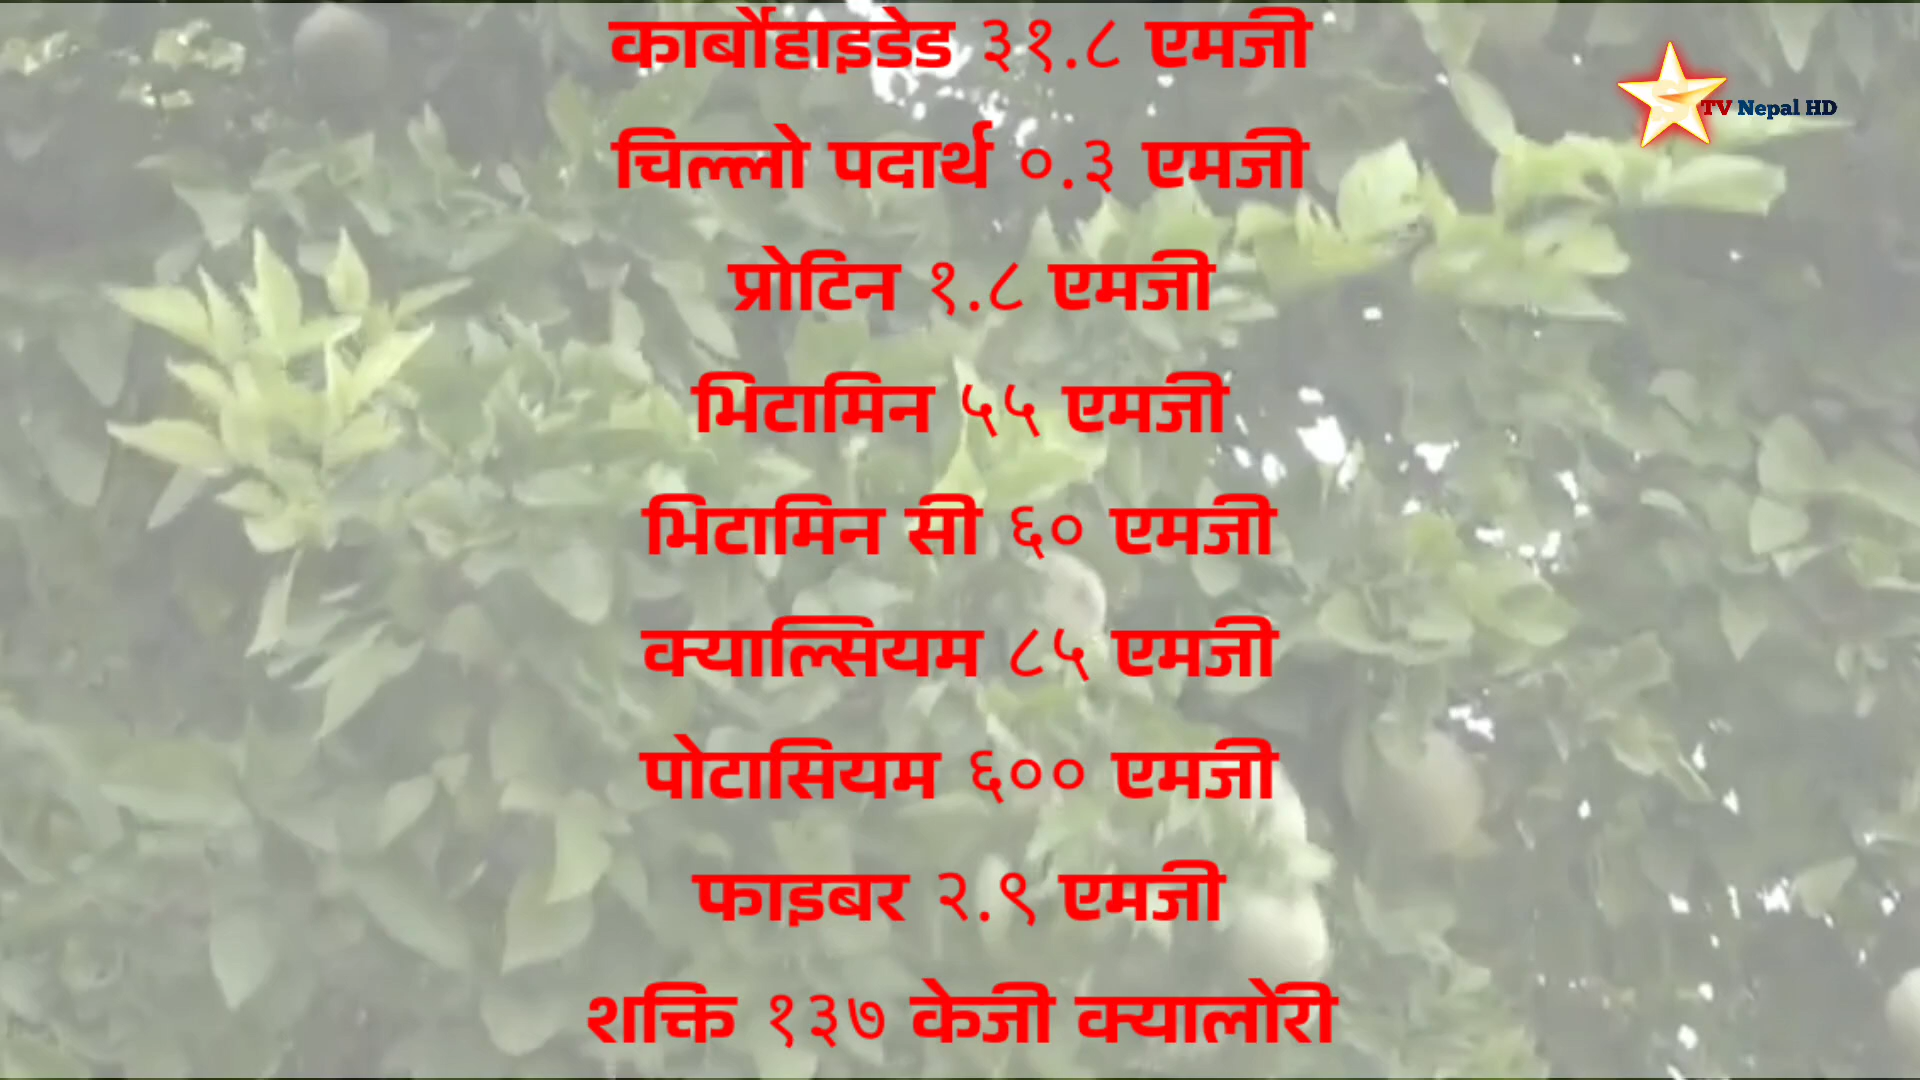 कार्बोहाइडेड ३१.८ एमजी
TV Nepal HD
चिल्लो पदार्थ ०.३ एमजी
प्रोटिन १.८ एमजी
भिटामिन ५५ एमजी
भिटामिन सी ६० एमजी
क्याल्सियम ८५ एमजी
पोटासियम ६०० एमजी
फाइबर २.९ एमजी
शक्ति १३७ केजी क्यालोरी